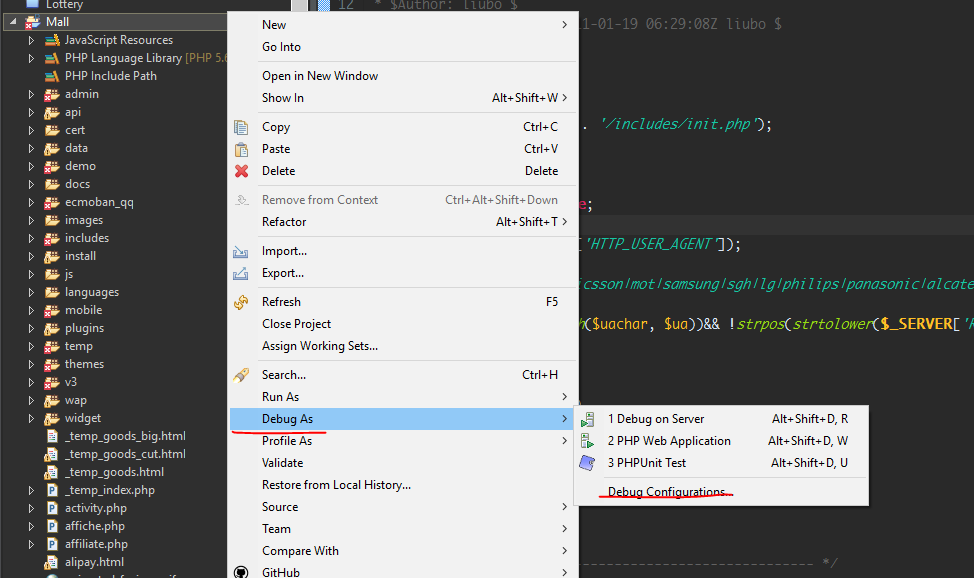 Lottery
Mall
JavaScript Resources
PHP Language Library [PHP 5.6
PHP Include Path
admin
api
cert
data
demo
docs
ecmoban_qq
images
includes
install
js
languages
mobile
plugins
temp
themes
v3
wap
widget
_temp_goods_big.html
_temp_goods_cut.html
_temp_goods.html
_temp_index.php
activity.php
affiche.php
affiliate.php
alipay.html
New
Go Into
Open in New Window
Show In Alt+Shift+W
Copy Ctrl+C
Paste Ctrl+V
Delete Delete
Remove from Context Ctrl+Alt+Shift+Down
Refactor Alt+Shift+T
Import...
Export...
Refresh F5
Close Project
Assign Working Sets...
Search... Ctrl+H
Run As
Debug As
Profile As
Validate
Restore from Local History...
Source
Team
Compare With
GitHub
1 Debug on Server Alt+Shift+D, R
2 PHP Web Application Alt+Shift+D, W
3 PHPUnit Test Alt+Shift+D, U
Debug Configurations...
12 * $Author: liubo $
1-01-19 06:29:08Z liubo $
. '/includes/init.php');
e;
['HTTP_USER_AGENT']);
icsson|mot|samsung|sgh|lg|philips|panasonic|alcate
h($uachar, $ua))&& !strpos(strtolower($_SERVER['R
----------------------------- */